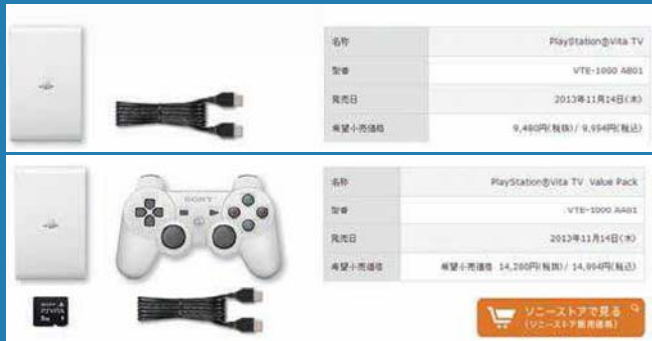 名称 PlayStation®Vita TV
型番 VTE-1000 AB01
発売日 2013年11月14日(木)
希望小売価格 9,480円(税抜)/ 9,954円(税込)
SONY
名称 PlayStation®Vita TV Value Pack
型番 VTE-1000 AA01
発売日 2013年11月14日(木)
希望小売価格 希望小売価格 14,280円(税抜)/ 14,994円(税込)
SONY
PSVITA
ソニーストアで見る
(ソニーストア販売価格)